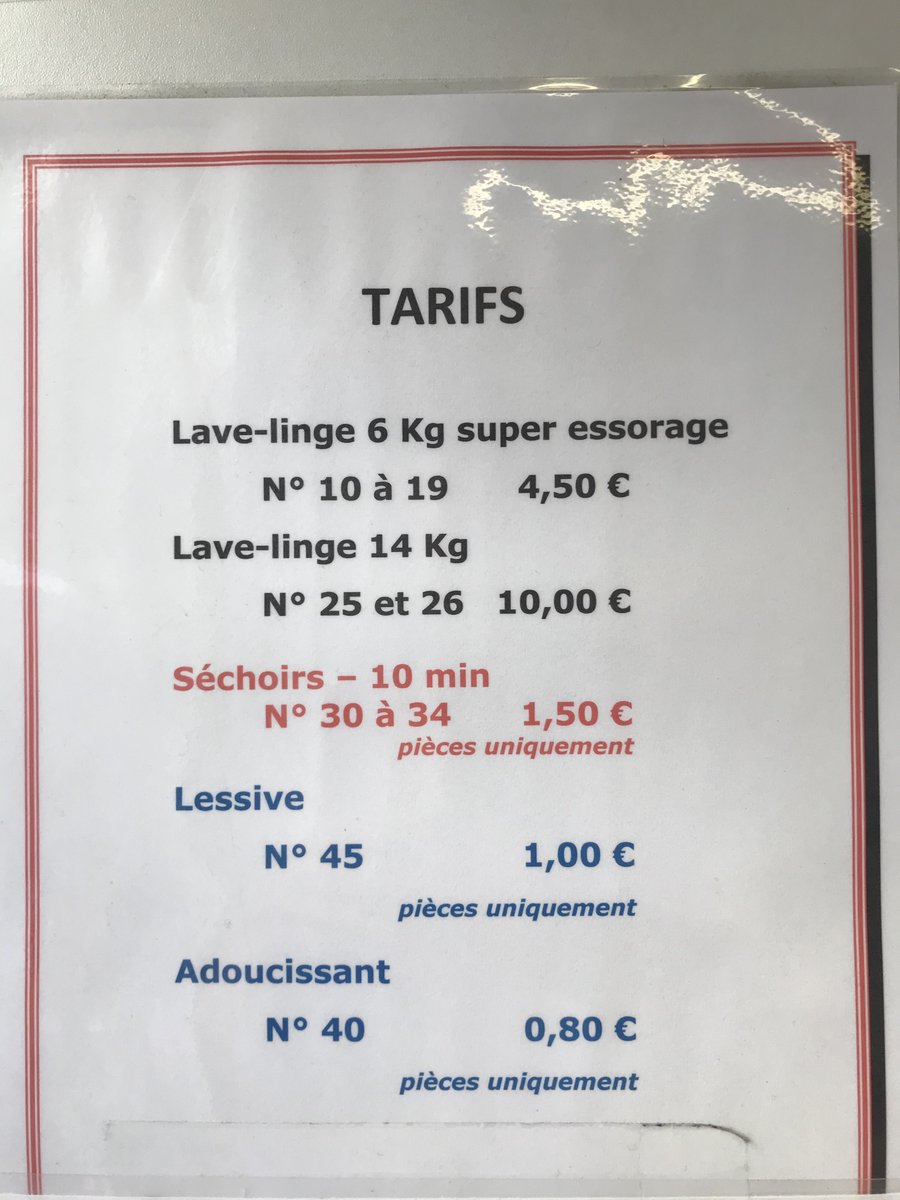 TARIFS
Lave-linge 6 Kg super essorage
N° 10 à 19 4,50 €
Lave-linge 14 Kg
N° 25 et 26 10,00 €
Séchoirs – 10 min
N° 30 à 34 1,50 €
pièces uniquement
Lessive
N° 45 1,00 €
pièces uniquement
Adoucissant
N° 40 0,80 €
pièces uniquement